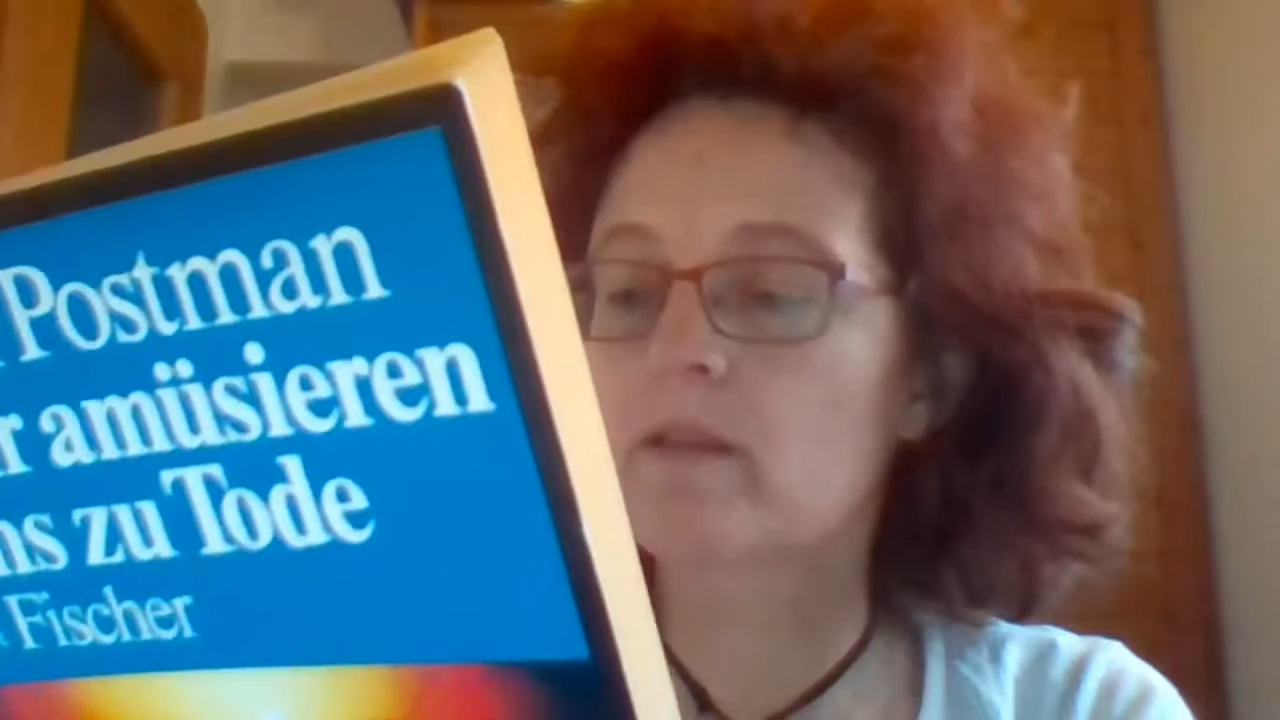 Postman
r amüsieren
ns zu Tode
Fischer